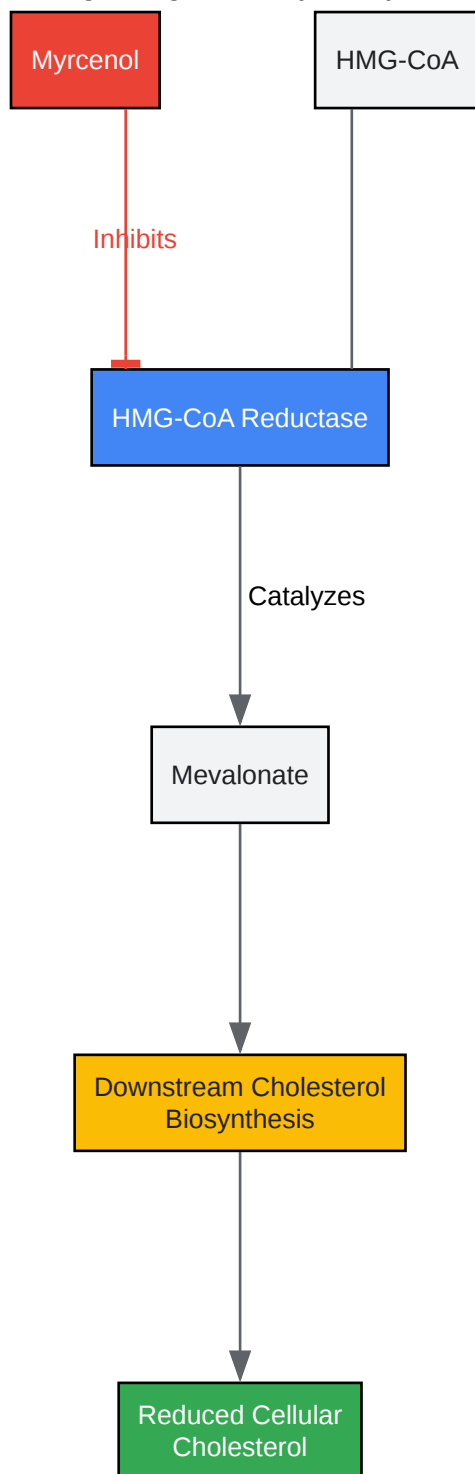 Myrcenol
HMG-CoA
Inhibits
HMG-CoA Reductase
Catalyzes
Mevalonate
Downstream Cholesterol
Biosynthesis
Reduced Cellular
Cholesterol